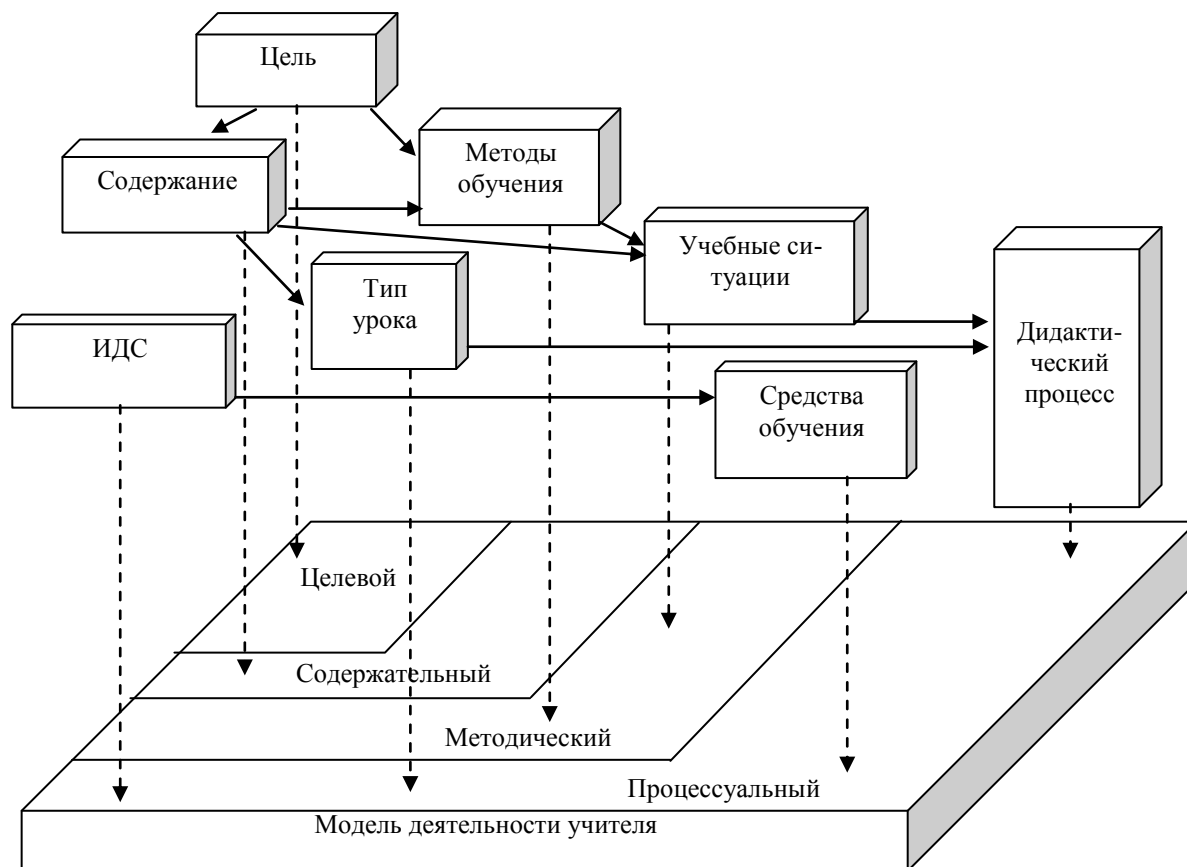 Цель
Методы
обучения
Содержание
Учебные си-
туации
Тип
урока
ИДС
Дидакти-
ческий
процесс
Средства
обучения
Целевой
Содержательный
Методический
Процессуальный
Модель деятельности учителя